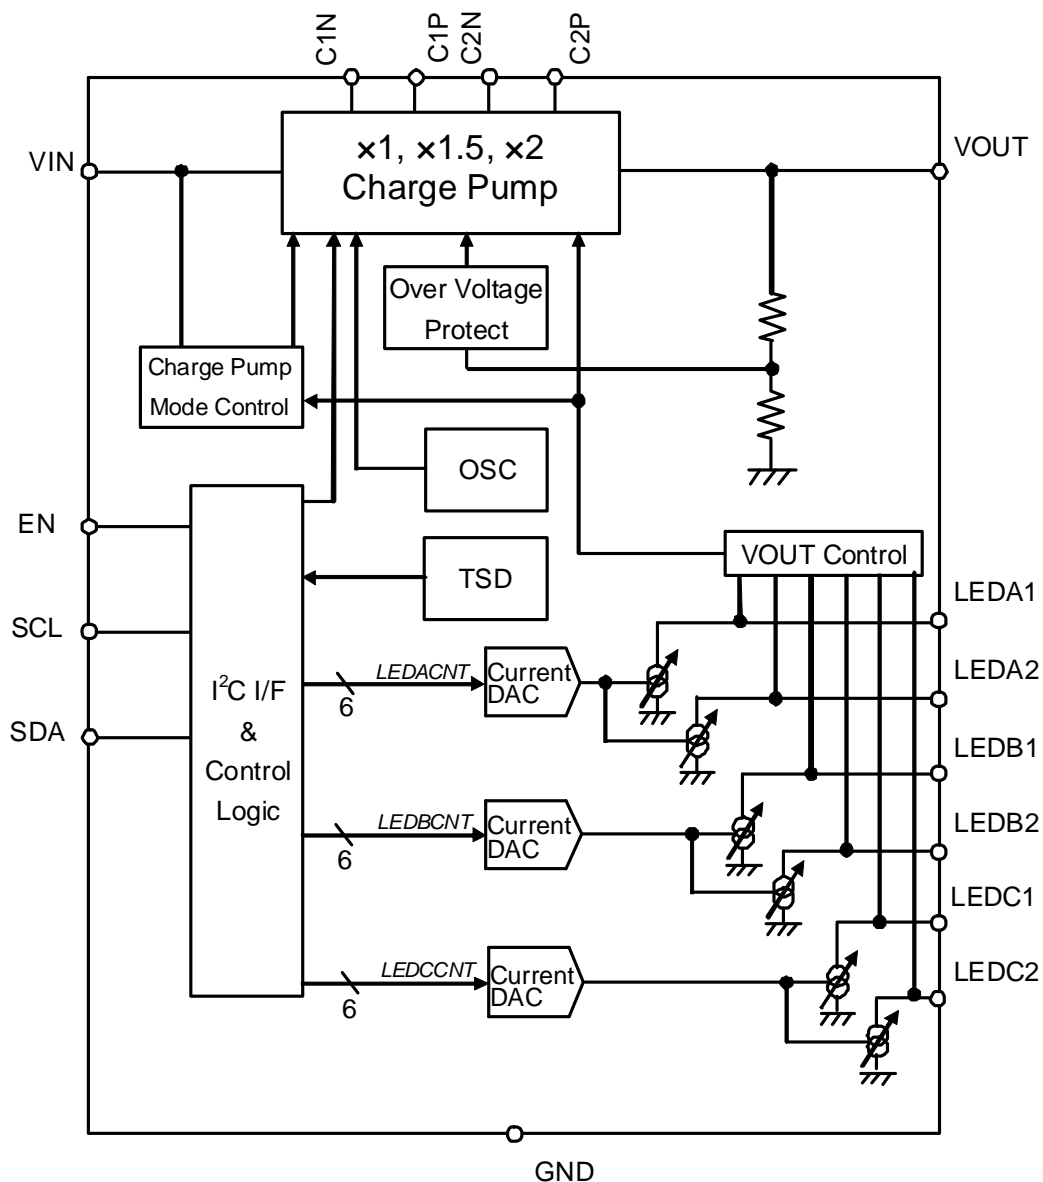 C1N
C1P
C2N
C2P
VIN
×1, ×1.5, ×2
Charge Pump
VOUT
Over Voltage
Protect
Charge Pump
Mode Control
OSC
EN
VOUT Control
TSD
LEDA1
SCL
LEDACNT
6
Current
DAC
LEDA2
I²C I/F
&
Control
Logic
SDA
LEDB1
LEDBCNT
6
Current
DAC
LEDB2
LEDC1
LEDCCNT
6
Current
DAC
LEDC2
GND